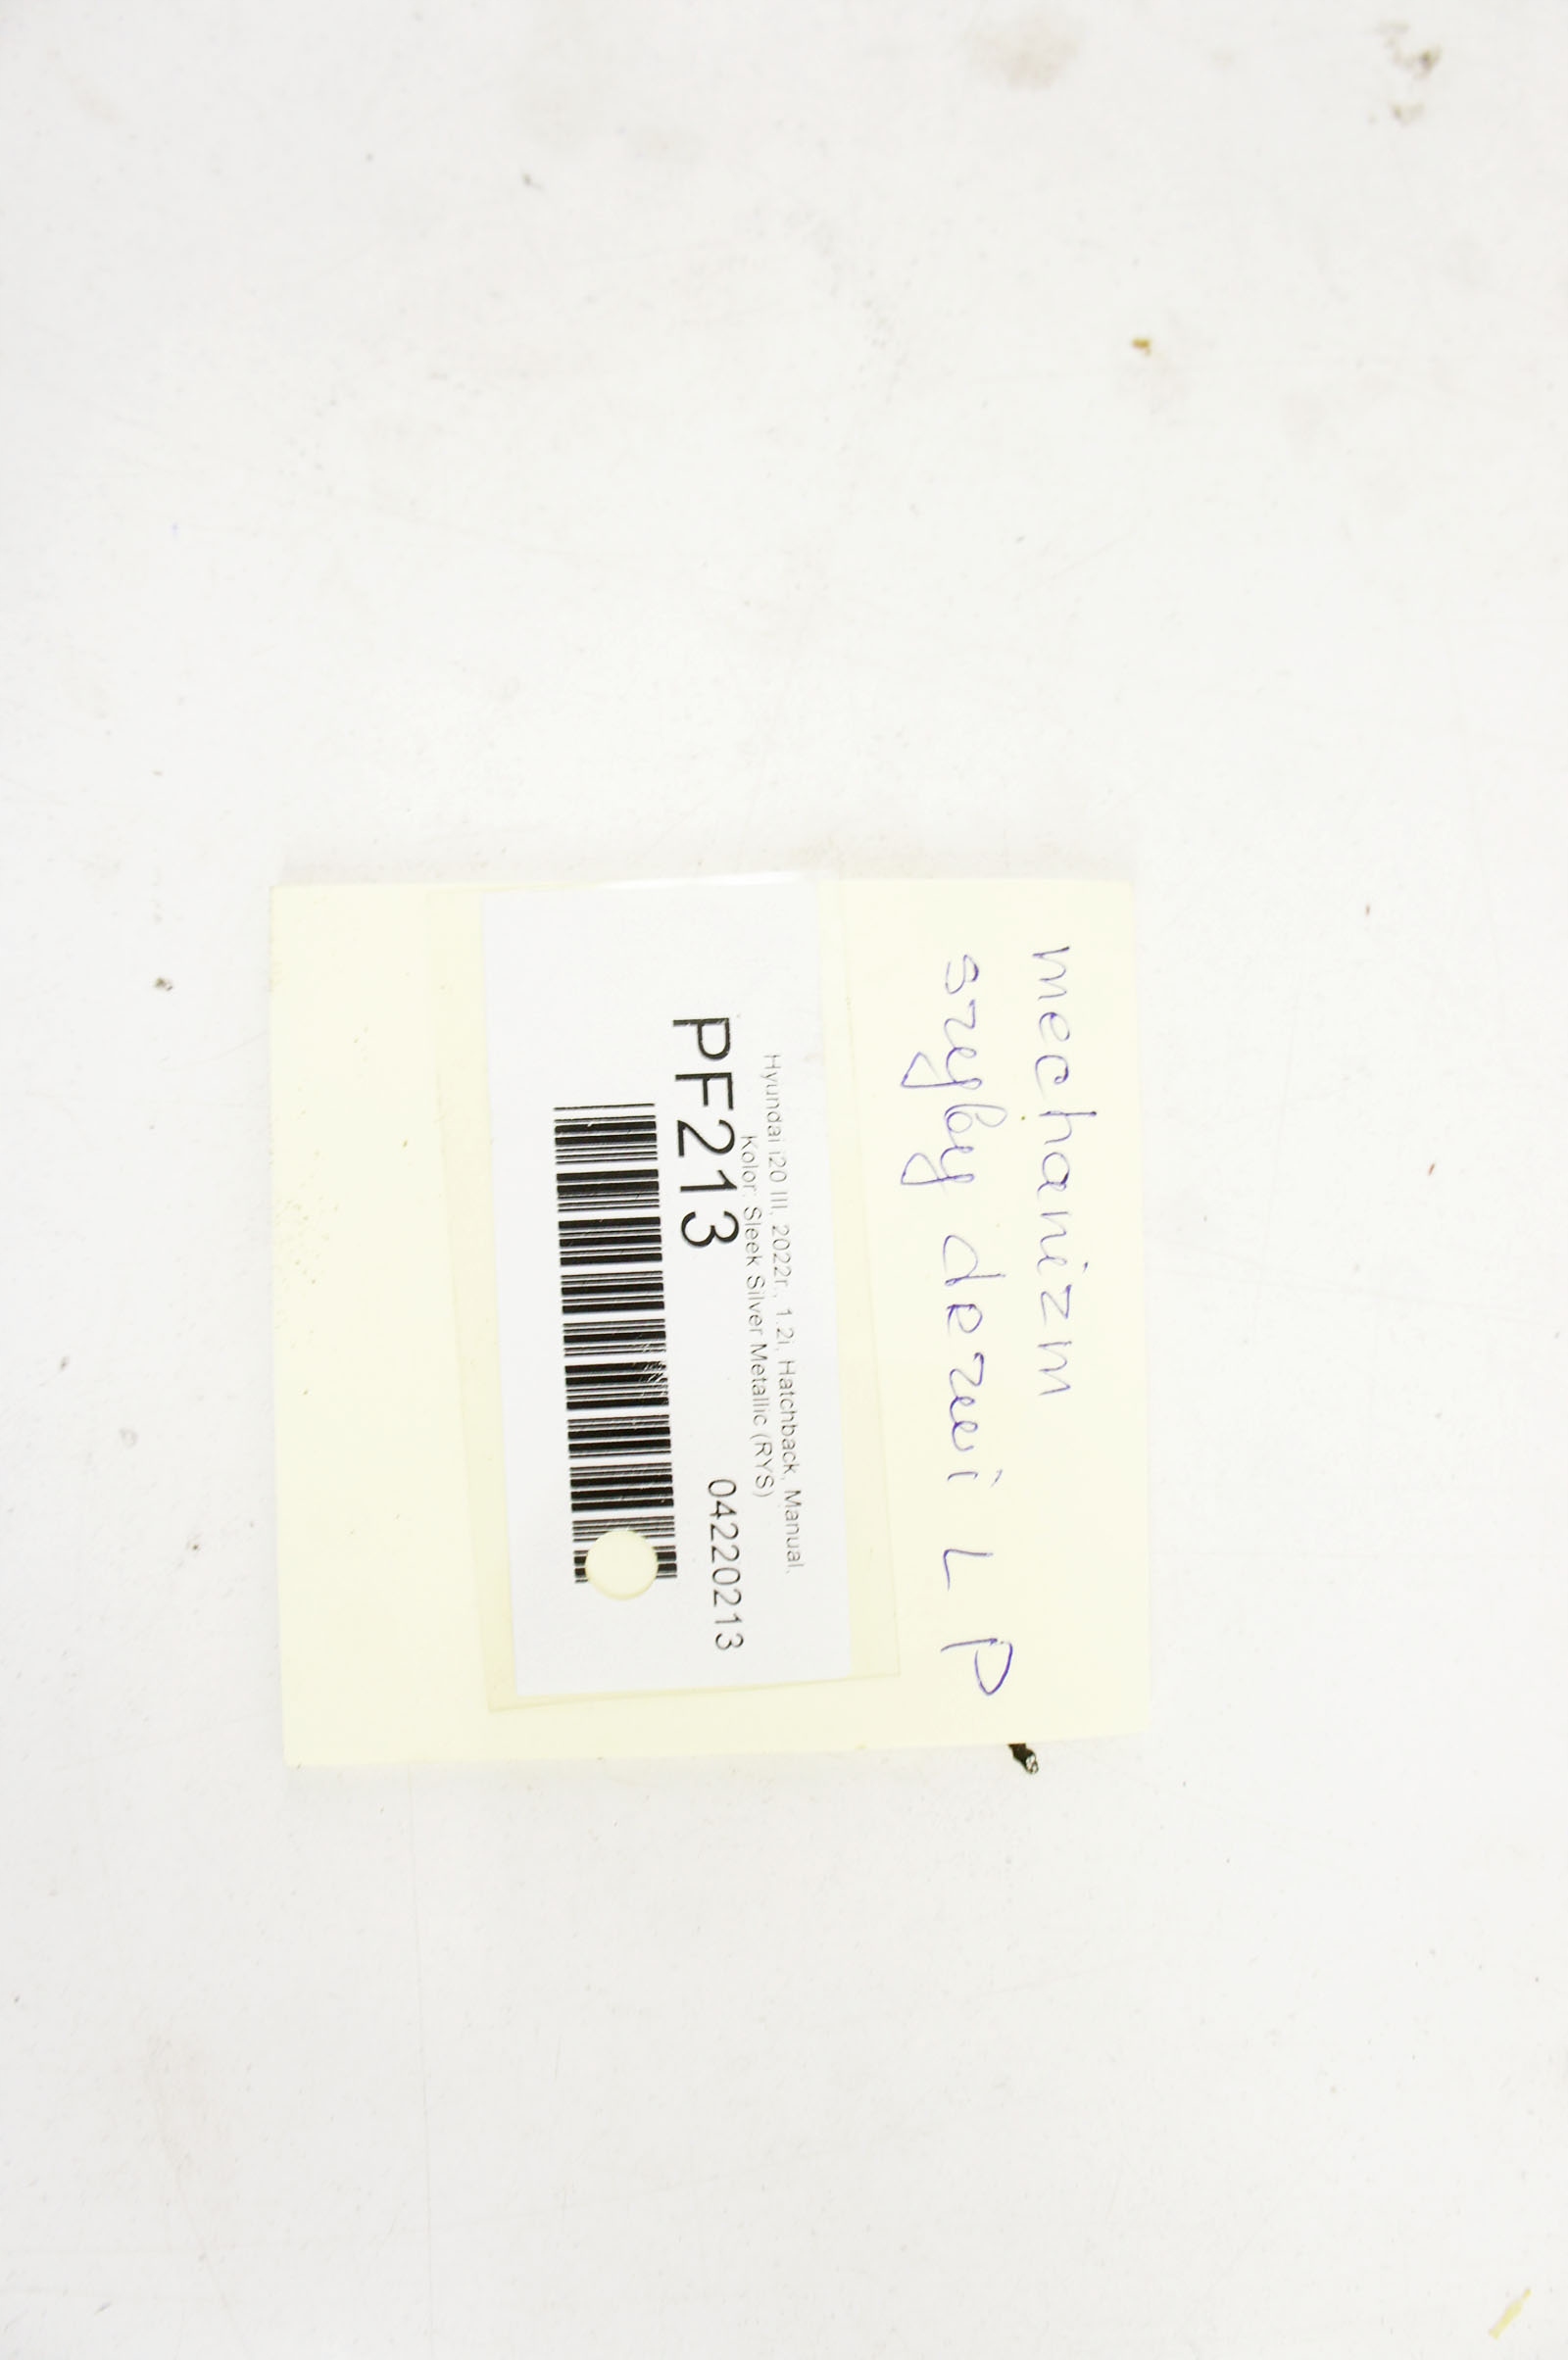 mechanizm
szyby drzwi L P
Hyundai i20 III, 2022r., 1.2i, Hatchback, Manual,
Kolor: Sleek Silver Metallic (RYS)
PF213 04220213